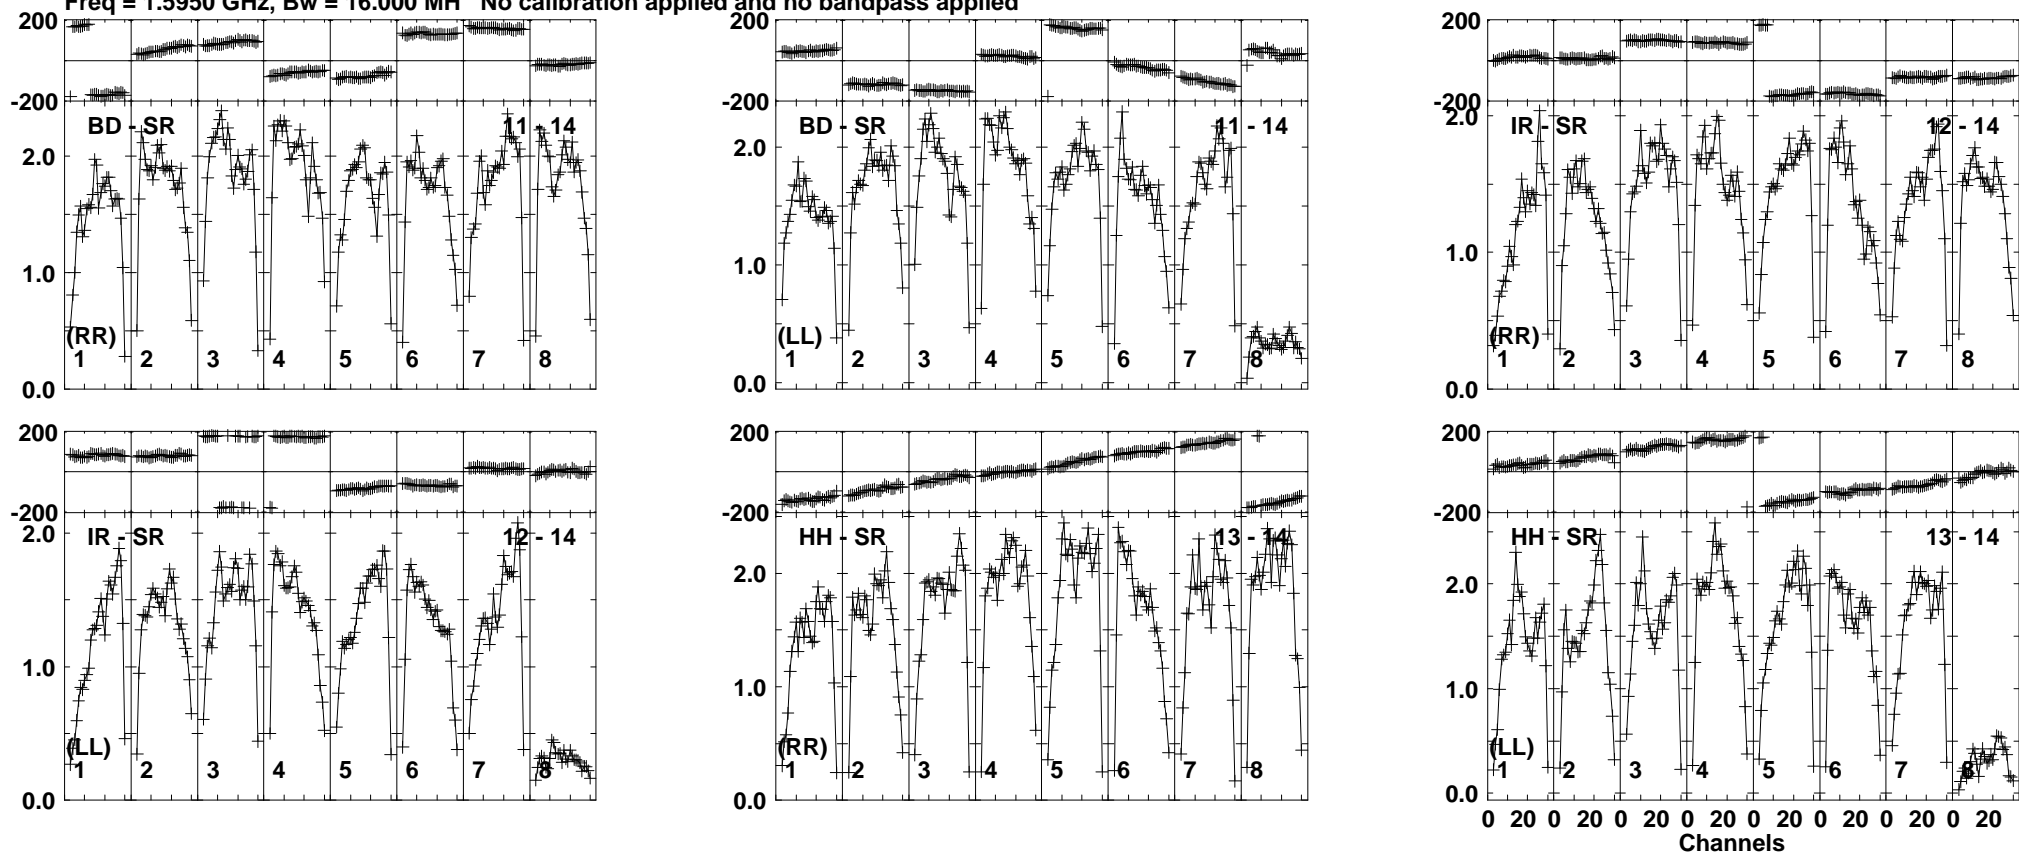 Freq = 1.5950 GHz, Bw = 16.000 MH No calibration applied and no bandpass applied
200
-200
BD - SR 11 - 14
2.0
1.0
(RR)
1 2 3 4 5 6 7 8
0.0
200
-200
BD - SR 11 - 14
2.0
1.0
(LL)
1 2 3 4 5 6 7 8
0.0
200
-200
2.0
IR - SR 12 - 14
1.0
(RR)
1 2 3 4 5 6 7 8
0.0
200
-200
2.0
IR - SR 12 - 14
1.0
(LL)
1 2 3 4 5 6 7 8
0.0
200
-200
HH - SR 13 - 14
2.0
1.0
(RR)
1 2 3 4 5 6 7 8
0.0
200
-200
HH - SR 13 - 14
2.0
1.0
(LL)
1 2 3 4 5 6 7 8
0.0
0 20 0 20 0 20 0 20 0 20 0 20 0 20 0 20
Channels